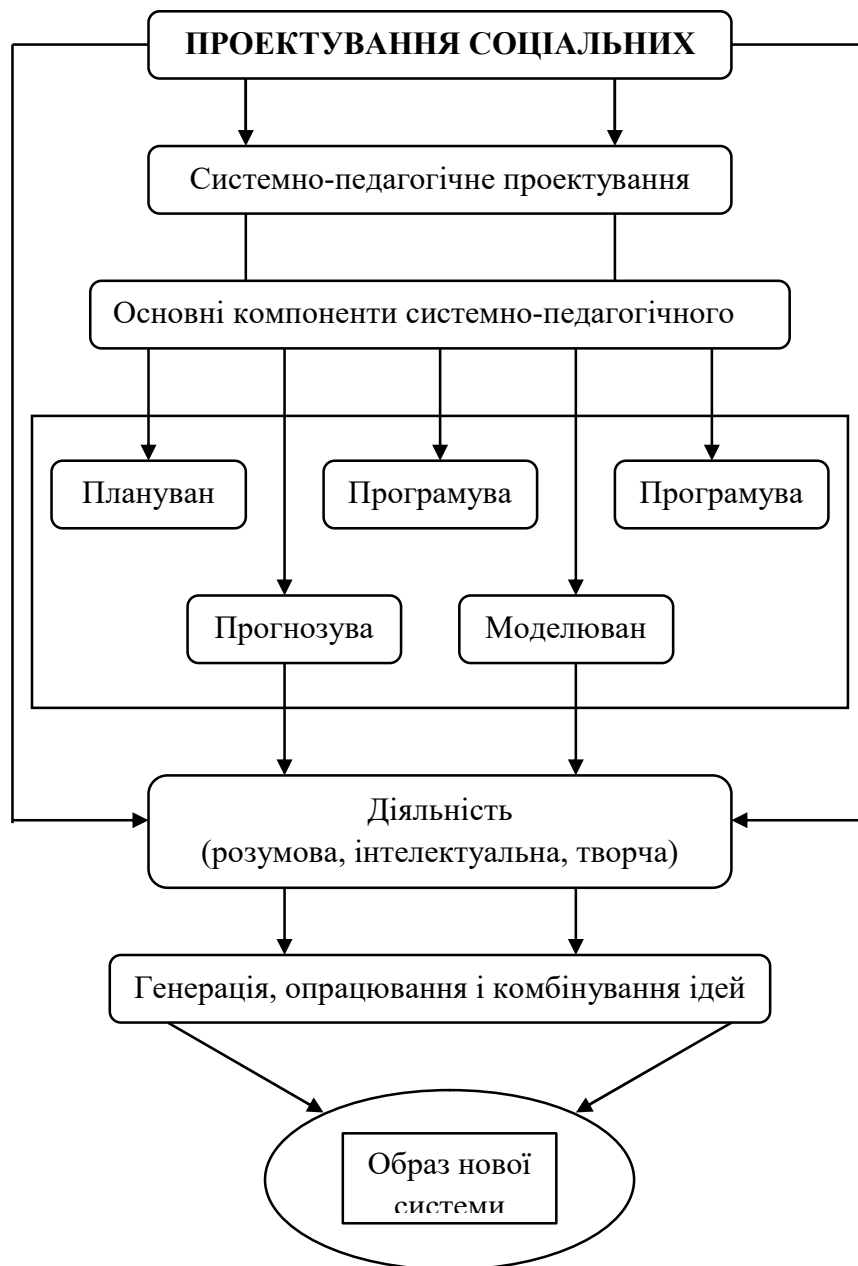 ПРОЕКТУВАННЯ СОЦІАЛЬНИХ
Системно-педагогічне проектування
Основні компоненти системно-педагогічного
Плануван
Програмува
Програмува
Прогнозува
Моделюван
Діяльність
(розумова, інтелектуальна, творча)
Генерація, опрацювання і комбінування ідей
Образ нової
системи